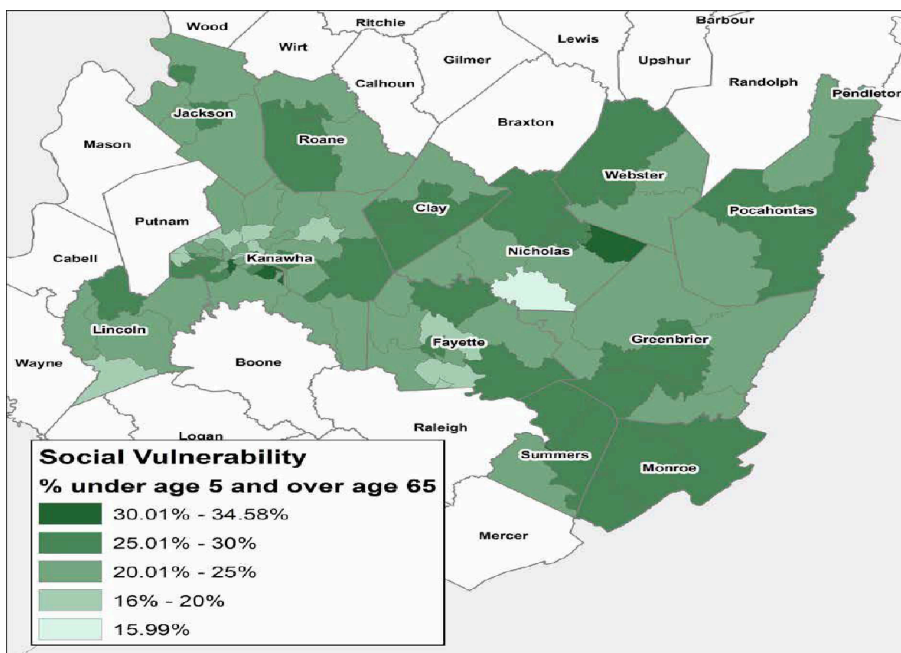 Barbour
Ritchie
Wood
Lewis
Wirt
Gilmer
Upshur
Randolph
Calhoun
Pendleton
Jackson
Braxton
Roane
Mason
Webster
Clay
Pocahontas
Putnam
Nicholas
Cabell
Kanawha
Lincoln
Greenbrier
Fayette
Wayne
Boone
Raleigh
Logan
Summers
Monroe
Mercer
Social Vulnerability
% under age 5 and over age 65
30.01% - 34.58%
25.01% - 30%
20.01% - 25%
16% - 20%
15.99%